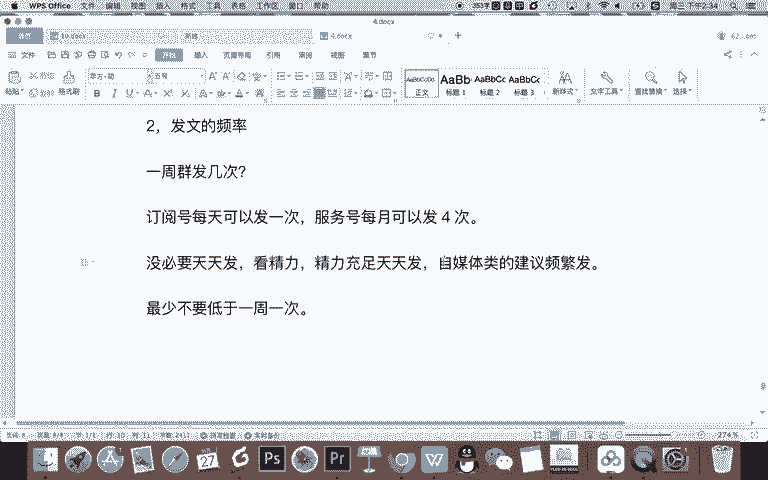 WPS Office 文件 编辑 视图 插入 格式 工具 表格 工作区 窗口 帮助
4.docx
10.docx 4.docx
文件 开始 插入 页面布局 引用 审阅 视图 章节
粘贴 格式刷 五号 正文 标题 1 标题 2 标题 3 新样式 文字工具 查找替换 选择
2，发文的频率
一周群发几次？
订阅号每天可以发一次，服务号每月可以发 4 次。
没必要天天发，看精力，精力充足天天发，自媒体类的建议频繁发。
最少不要低于一周一次。
274 %
27 Ps Pr